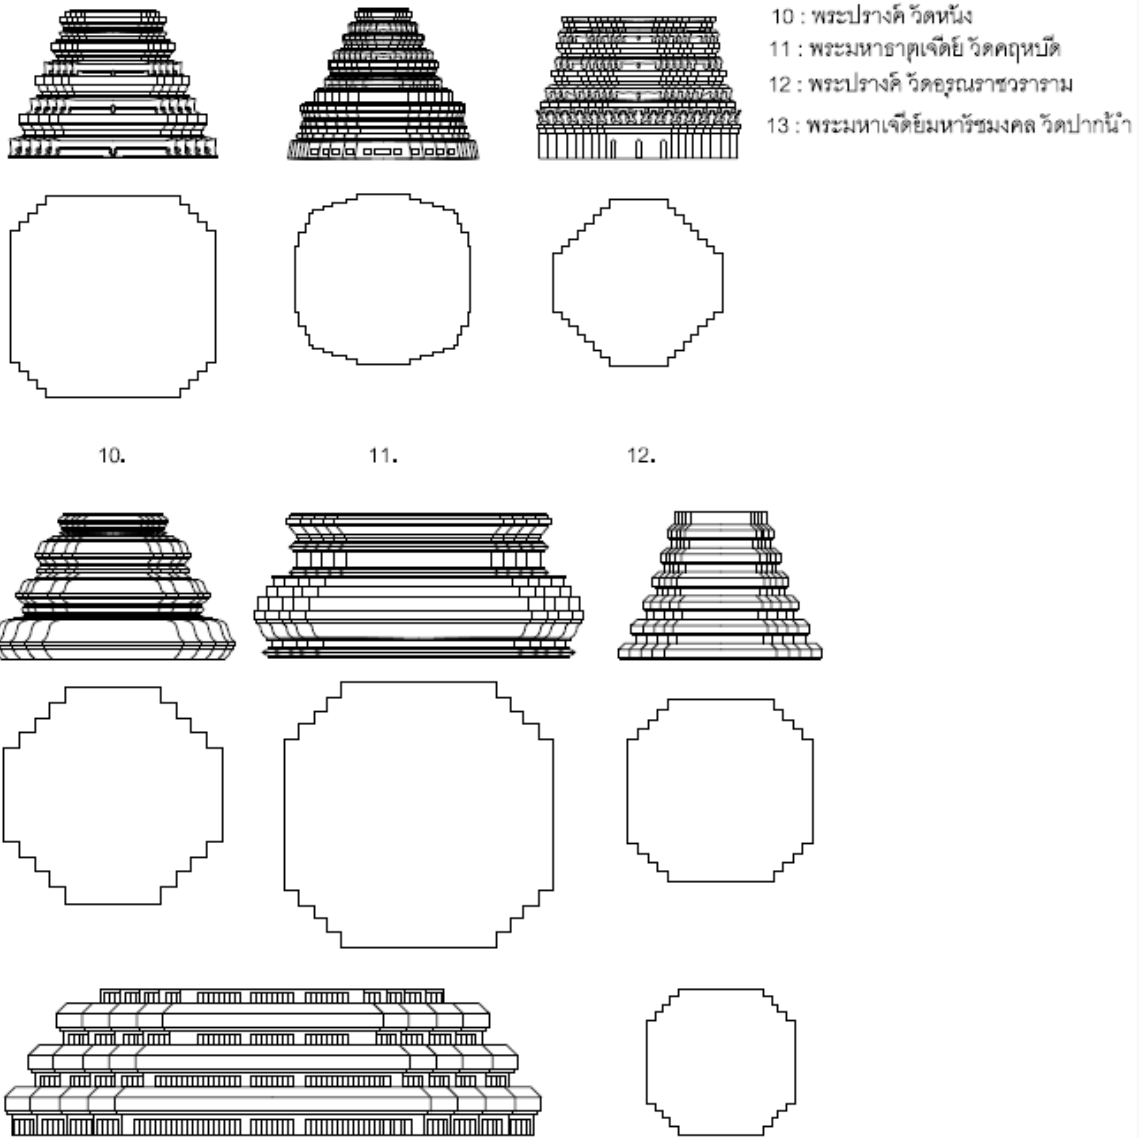 10 : พระปรางค์ วัดหนัง
11 : พระมหาธาตุเจดีย์ วัดคฤหบดี
12 : พระปรางค์ วัดอรุณราชวราราม
13 : พระมหาเจดีย์มหารัชมงคล วัดปากน้ำ
10. 11. 12.